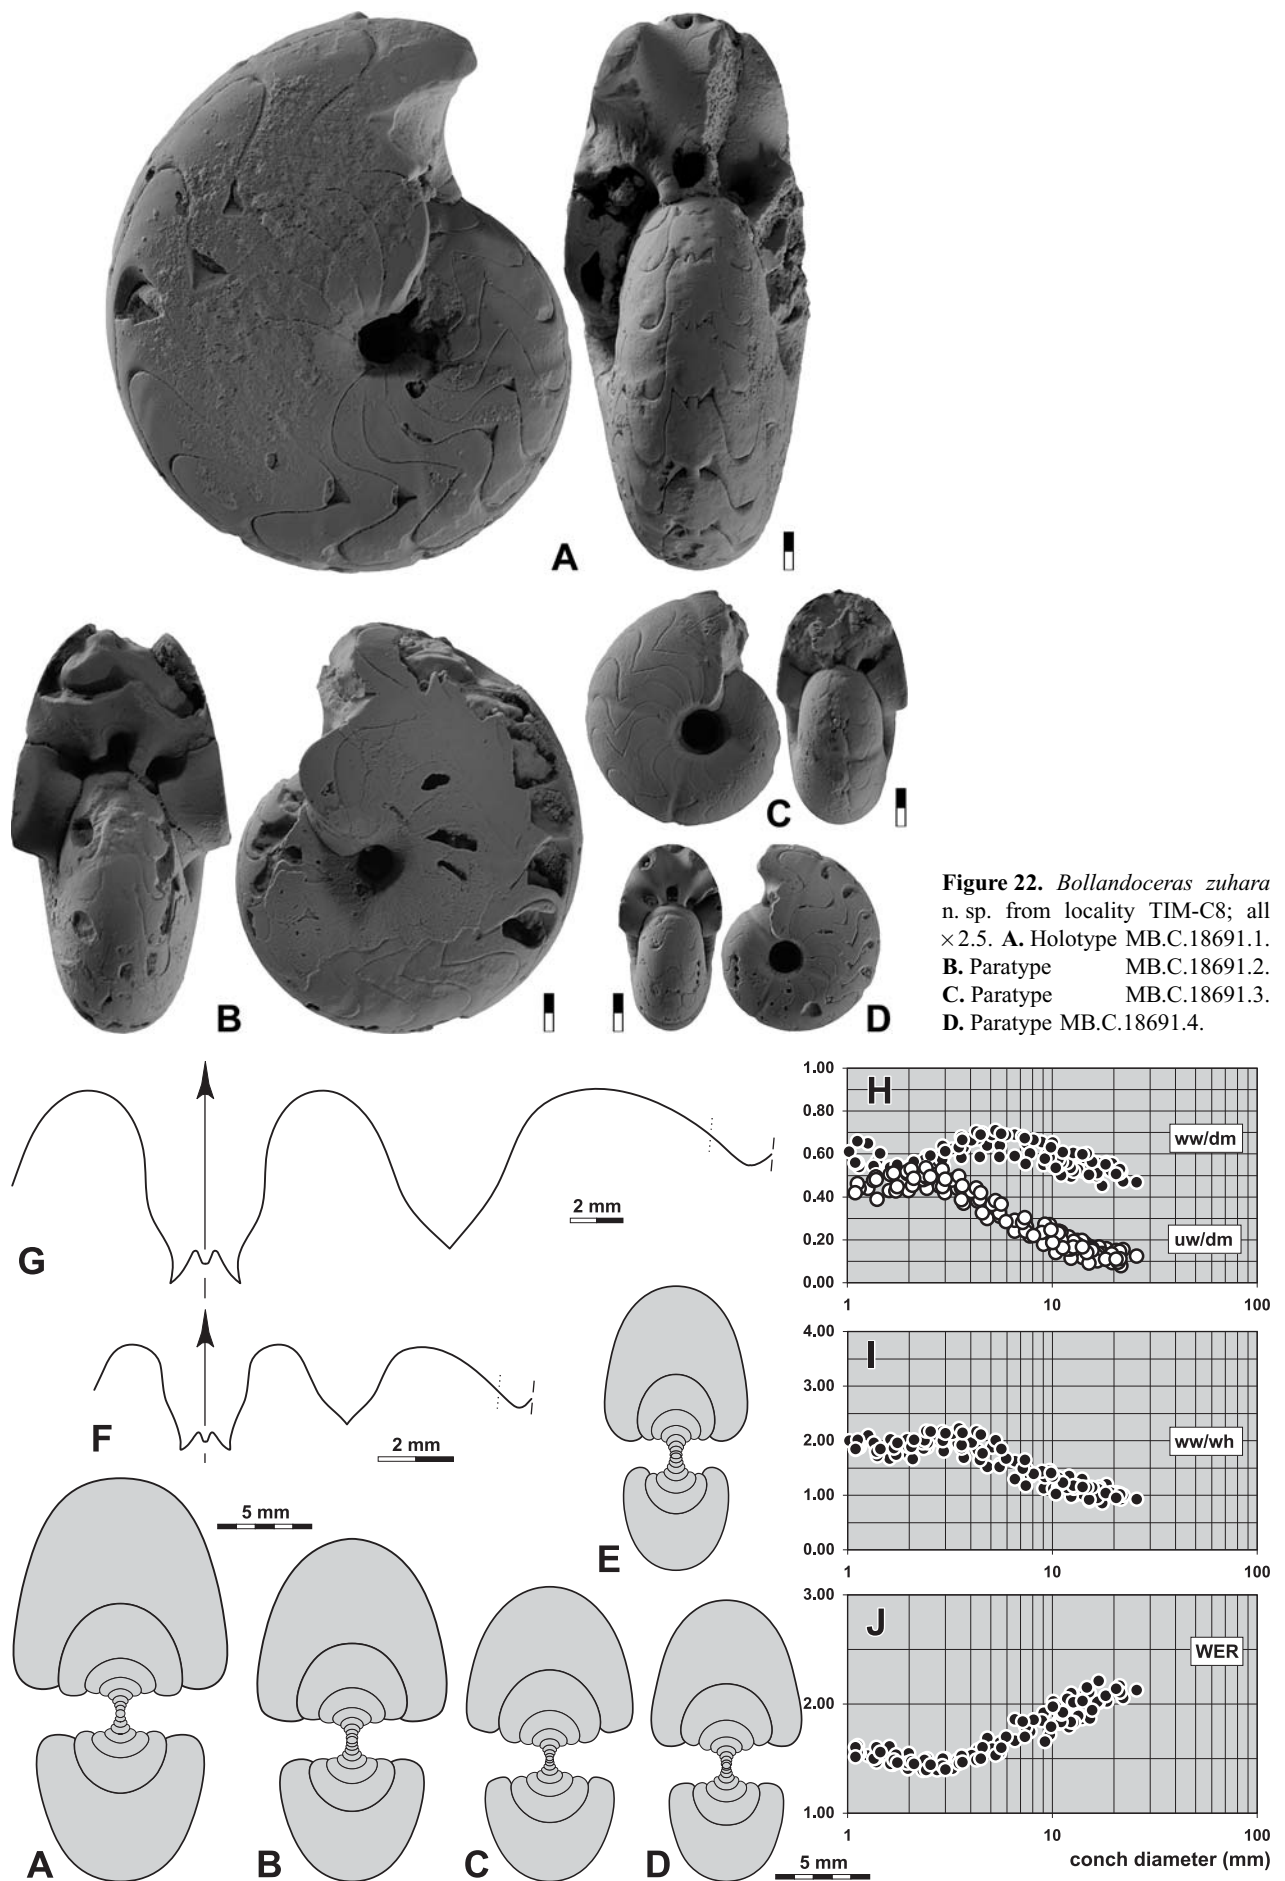 A
B
C
D
Figure 22. Bollandoceras zuhara
n. sp. from locality TIM-C8; all
×2.5. A. Holotype MB.C.18691.1.
B. Paratype MB.C.18691.2.
C. Paratype MB.C.18691.3.
D. Paratype MB.C.18691.4.
G
2 mm
F
2 mm
5 mm
E
A
B
C
D
5 mm
H
1.00
0.80
0.60
0.40
0.20
0.00
ww/dm
uw/dm
1 10 100
I
4.00
3.00
2.00
1.00
0.00
ww/wh
1 10 100
J
3.00
2.00
1.00
WER
1 10 100
conch diameter (mm)